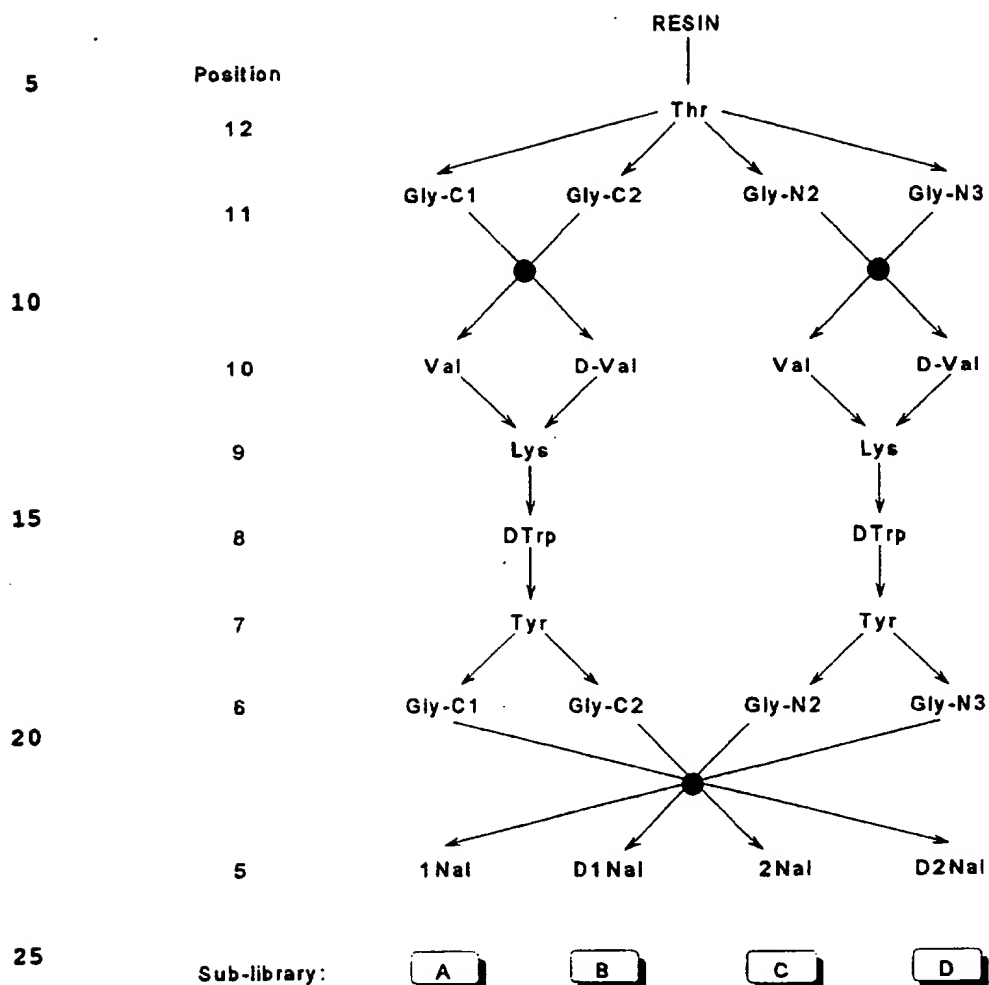 RESIN
5 Position
Thr
12
Gly-C1 Gly-C2 Gly-N2 Gly-N3
11
10
10 Val D-Val Val D-Val
9 Lys Lys
15
8 DTrp DTrp
7 Tyr Tyr
6 Gly-C1 Gly-C2 Gly-N2 Gly-N3
20
5 1Nal D1Nal 2Nal D2Nal
25
Sub-library: A B C D